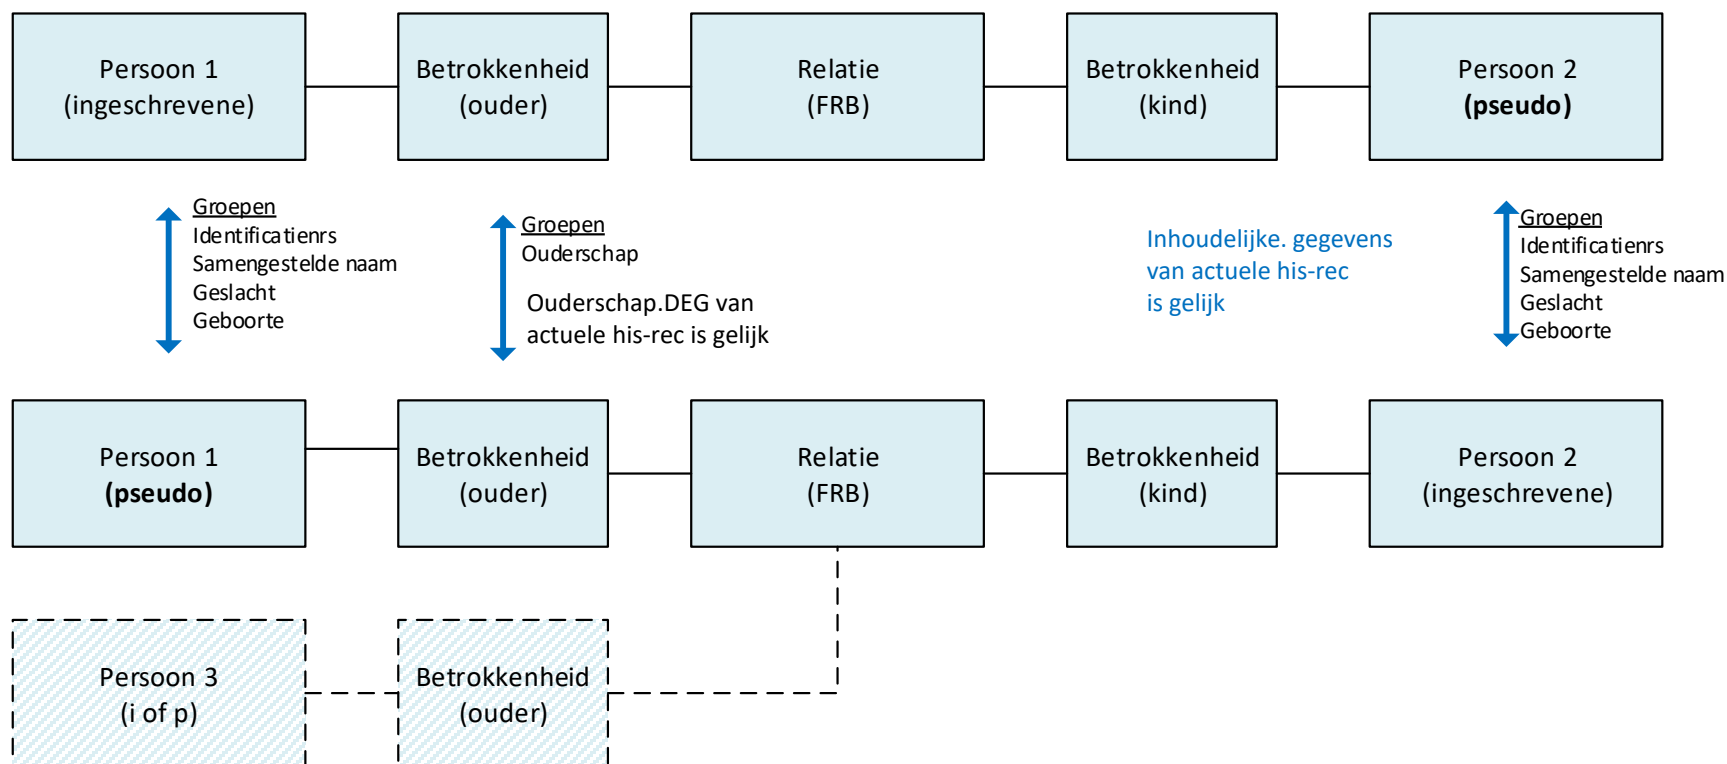 Persoon 1
(ingeschrevene)
Betrokkenheid
(ouder)
Relatie
(FRB)
Betrokkenheid
(kind)
Persoon 2
(pseudo)
Groepen
Identificatienrs
Samengestelde naam
Geslacht
Geboorte
Groepen
Ouderschap
Ouderschap.DEG van
actuele his-rec is gelijk
Inhoudelijke. gegevens
van actuele his-rec
is gelijk
Groepen
Identificatienrs
Samengestelde naam
Geslacht
Geboorte
Persoon 1
(pseudo)
Betrokkenheid
(ouder)
Relatie
(FRB)
Betrokkenheid
(kind)
Persoon 2
(ingeschrevene)
Persoon 3
(i of p)
Betrokkenheid
(ouder)